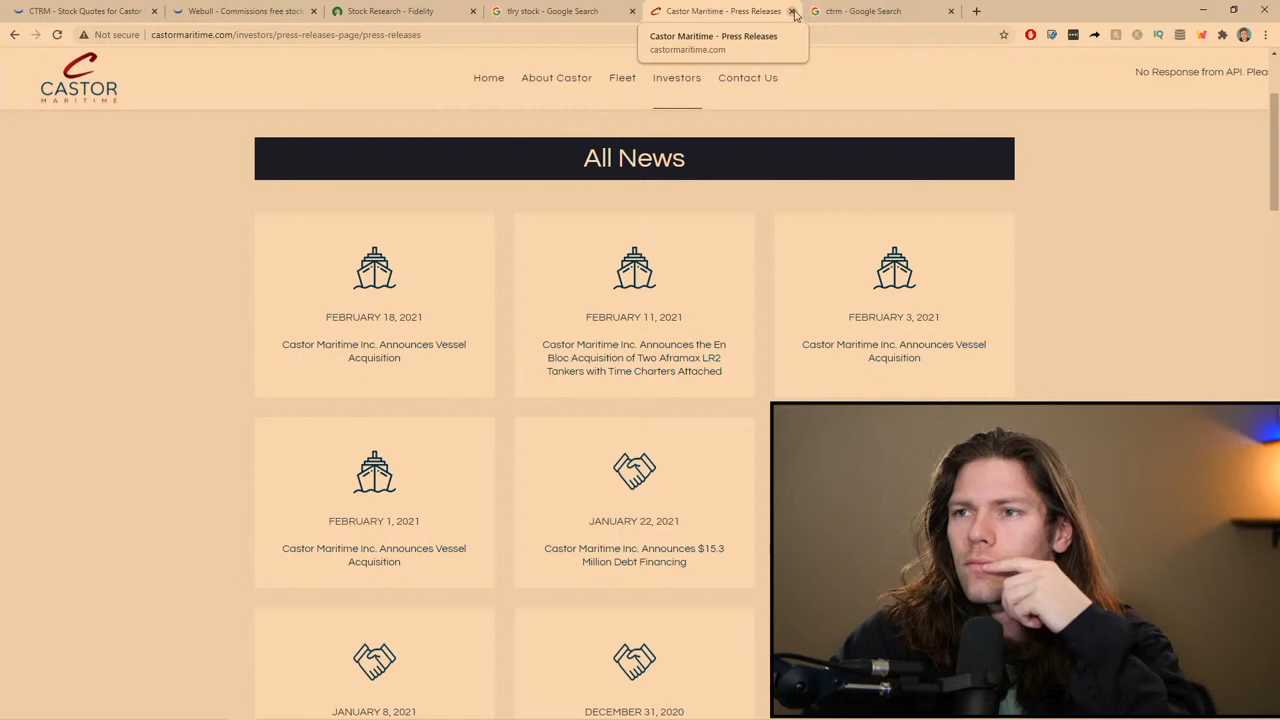 CTRM - Stock Quotes for Castor
Webull - Commissions free stock
Stock Research - Fidelity
tlry stock - Google Search
Castor Maritime - Press Releases
ctrm - Google Search
Not secure
castormaritime.com/investors/press-releases-page/press-releases
Castor Maritime - Press Releases
castormaritime.com
CASTOR
MARITIME
Home
About Castor
Fleet
Investors
Contact Us
No Response from API. Pleas
All News
FEBRUARY 18, 2021
Castor Maritime Inc. Announces Vessel
Acquisition
FEBRUARY 11, 2021
Castor Maritime Inc. Announces the En
Bloc Acquisition of Two Aframax LR2
Tankers with Time Charters Attached
FEBRUARY 3, 2021
Castor Maritime Inc. Announces Vessel
Acquisition
FEBRUARY 1, 2021
Castor Maritime Inc. Announces Vessel
Acquisition
JANUARY 22, 2021
Castor Maritime Inc. Announces $15.3
Million Debt Financing
JANUARY 8, 2021
DECEMBER 31, 2020